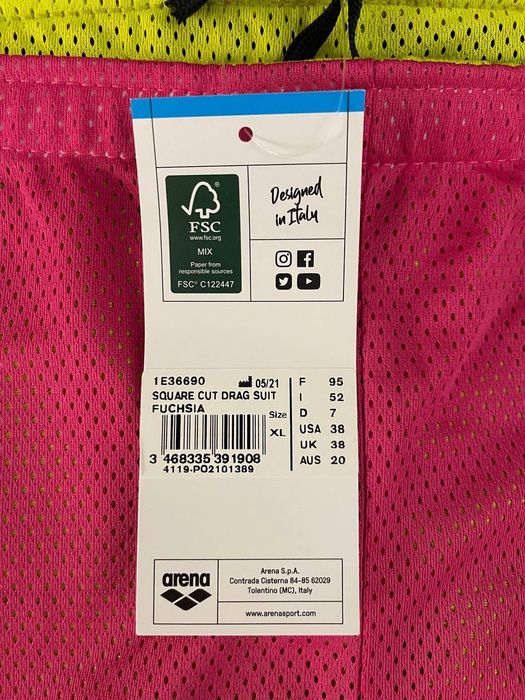 FSC
www.fsc.org
MIX
Paper from
responsible sources
FSC® C122447
Designed
in Italy
1E36690 05/21
SQUARE CUT DRAG SUIT
FUCHSIA
Size
XL
3 468335 391908
4119-PO2101389
F 95
I 52
D 7
USA 38
UK 38
AUS 20
arena
Arena S.p.A.
Contrada Cisterna 84-85 62029
Tolentino (MC), Italy
www.arenasport.com